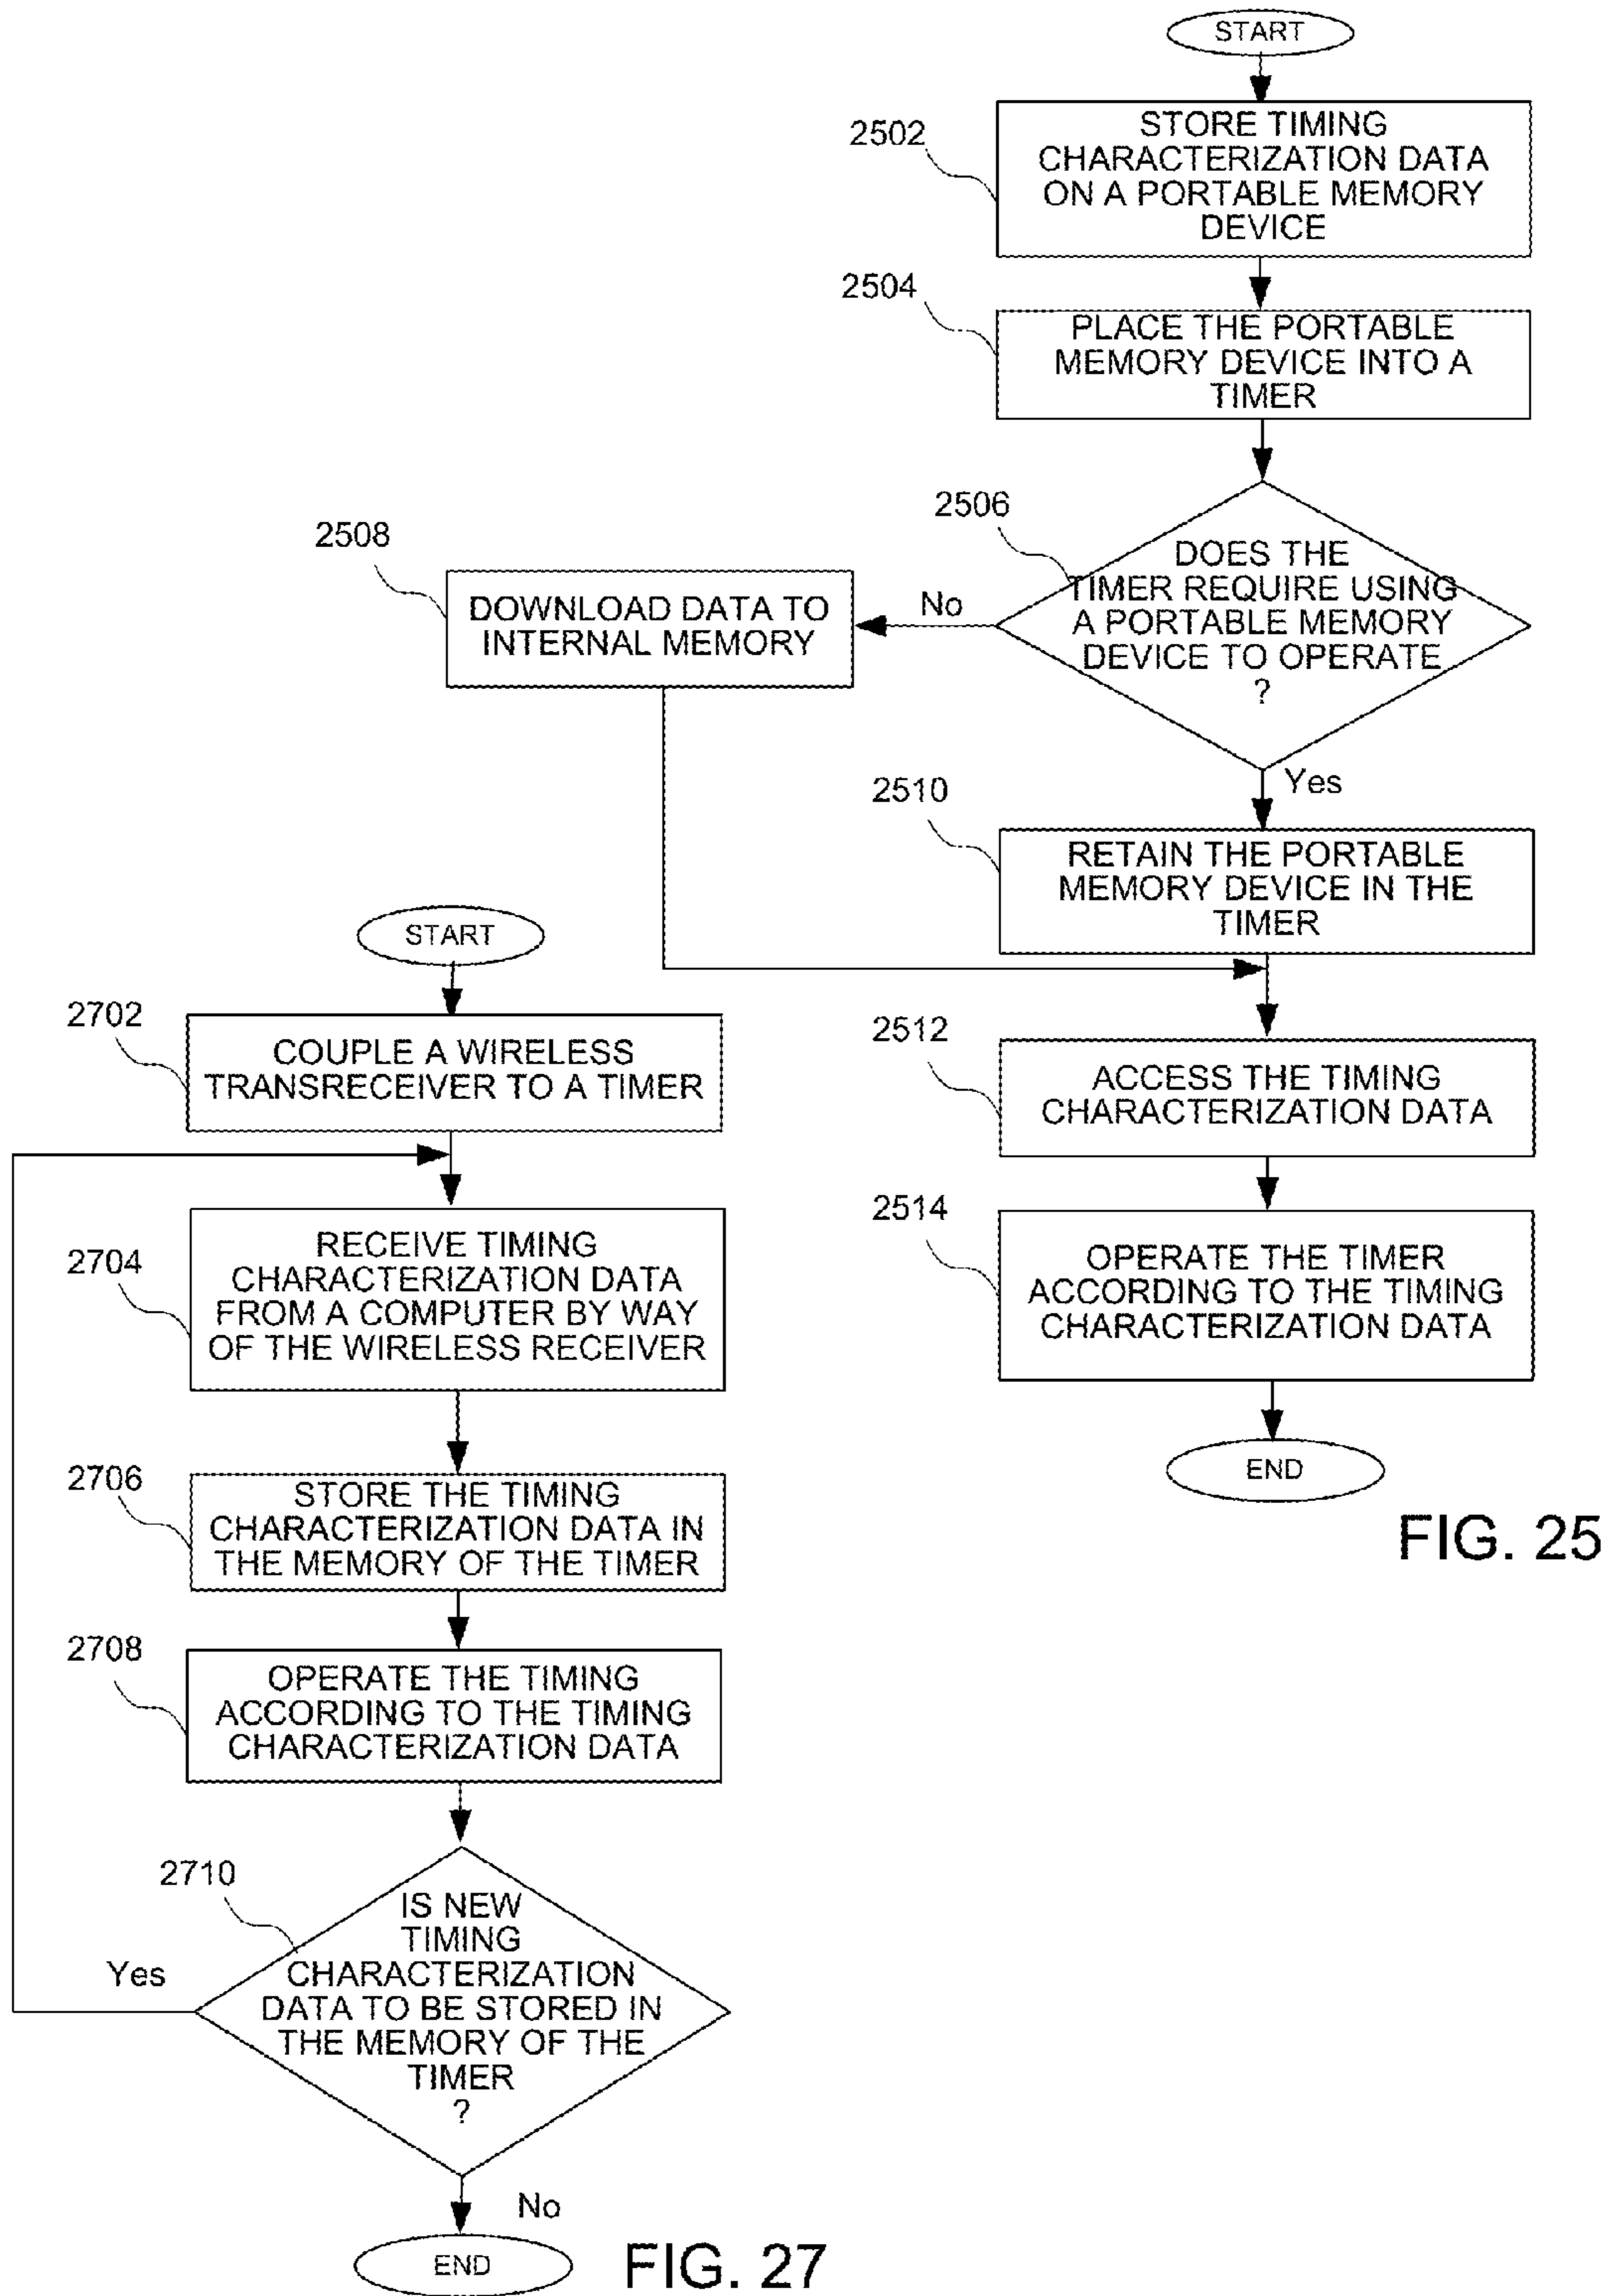 START
2502
STORE TIMING
CHARACTERIZATION DATA
ON A PORTABLE MEMORY
DEVICE
2504
PLACE THE PORTABLE
MEMORY DEVICE INTO A
TIMER
2506
DOES THE
TIMER REQUIRE USING
A PORTABLE MEMORY
DEVICE TO OPERATE
?
No
2508
DOWNLOAD DATA TO
INTERNAL MEMORY
Yes
2510
RETAIN THE PORTABLE
MEMORY DEVICE IN THE
TIMER
2512
ACCESS THE TIMING
CHARACTERIZATION DATA
2514
OPERATE THE TIMER
ACCORDING TO THE TIMING
CHARACTERIZATION DATA
END
FIG. 25
START
2702
COUPLE A WIRELESS
TRANSRECEIVER TO A TIMER
2704
RECEIVE TIMING
CHARACTERIZATION DATA
FROM A COMPUTER BY WAY
OF THE WIRELESS RECEIVER
2706
STORE THE TIMING
CHARACTERIZATION DATA IN
THE MEMORY OF THE TIMER
2708
OPERATE THE TIMING
ACCORDING TO THE TIMING
CHARACTERIZATION DATA
2710
IS NEW
TIMING
CHARACTERIZATION
DATA TO BE STORED IN
THE MEMORY OF THE
TIMER
?
Yes
No
END
FIG. 27